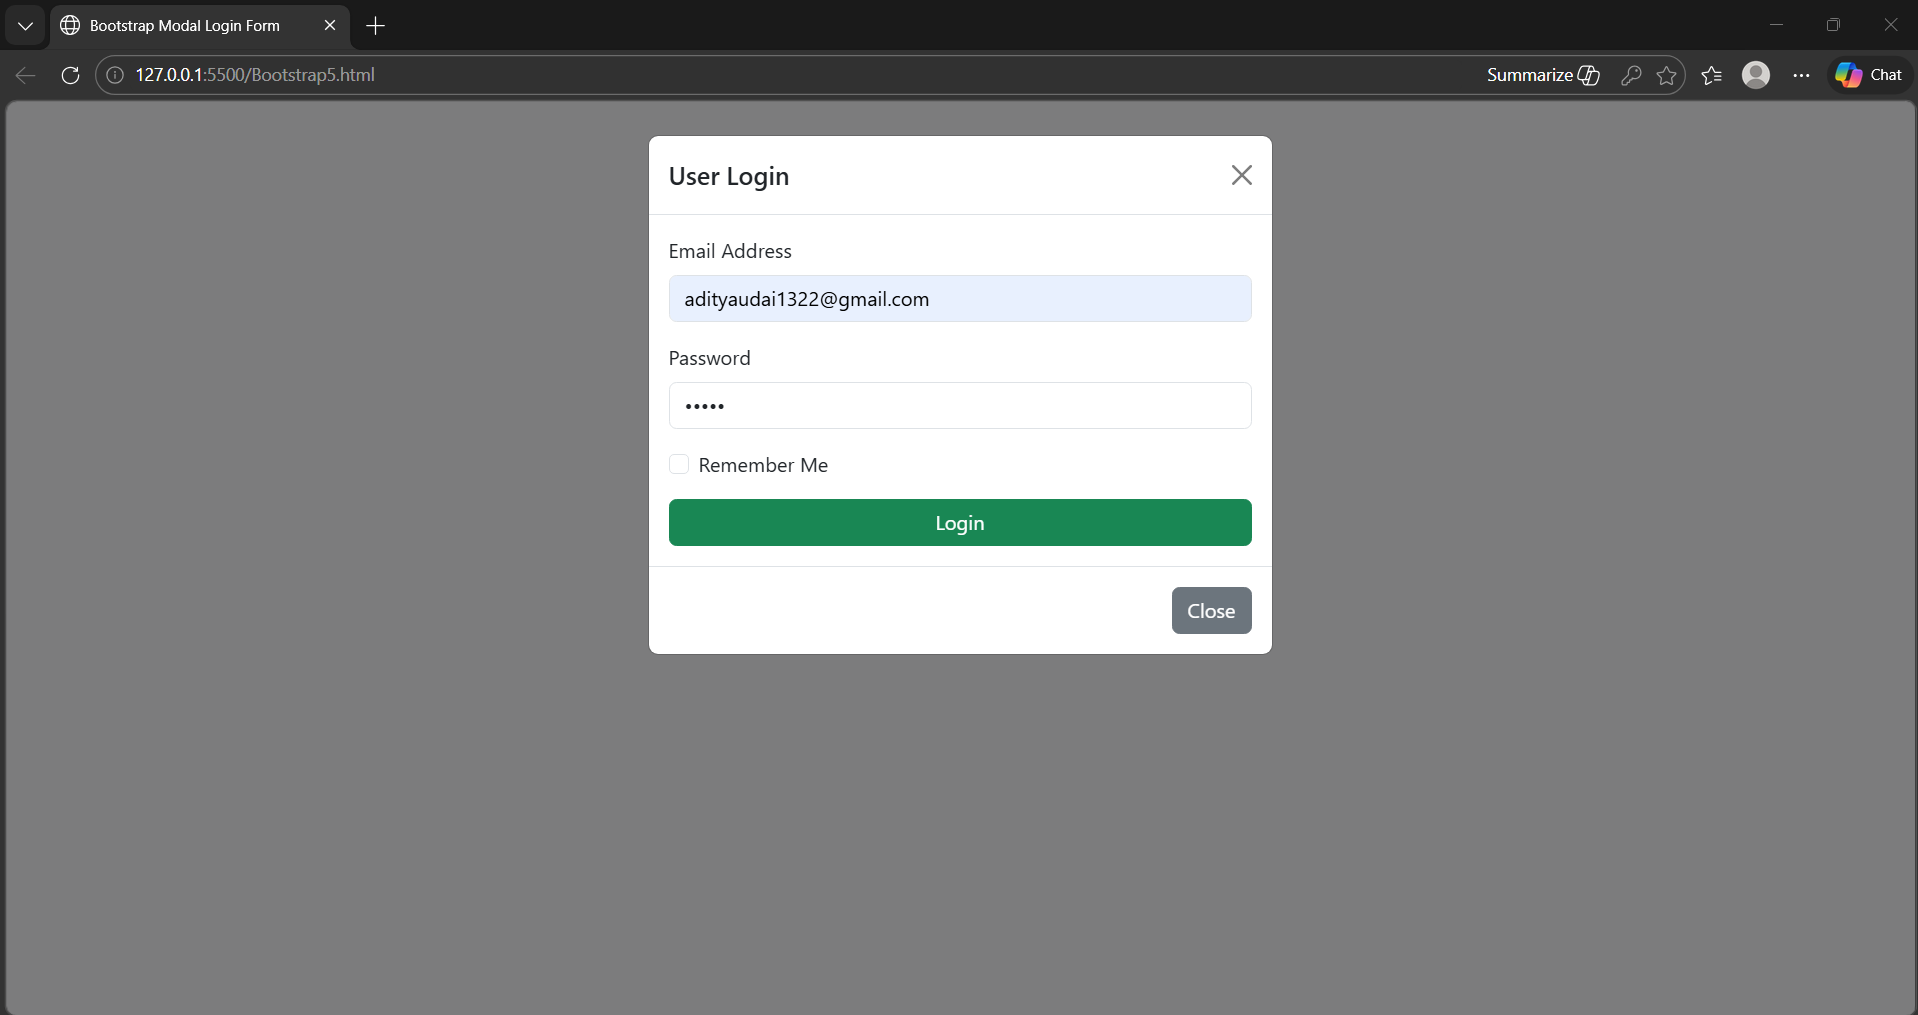 Bootstrap Modal Login Form
127.0.0.1:5500/Bootstrap5.html
Summarize
Chat
User Login
Email Address
adityaudai1322@gmail.com
Password
•••••
Remember Me
Login
Close